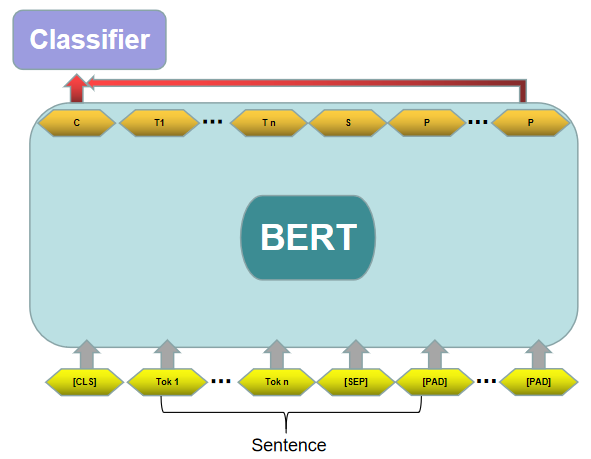 Classifier
C T1 ... T n S P ... P
BERT
[CLS] Tok 1 ... Tok n [SEP] [PAD] ... [PAD]
Sentence